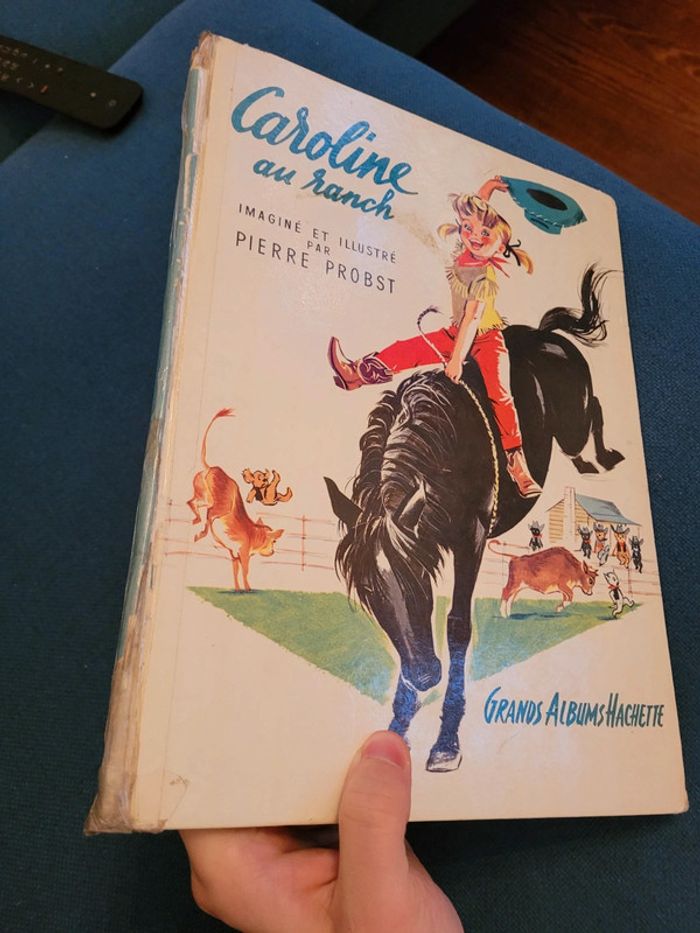 Caroline
au ranch
IMAGINÉ ET ILLUSTRÉ
PAR
PIERRE PROBST
GRANDS ALBUMS HACHETTE